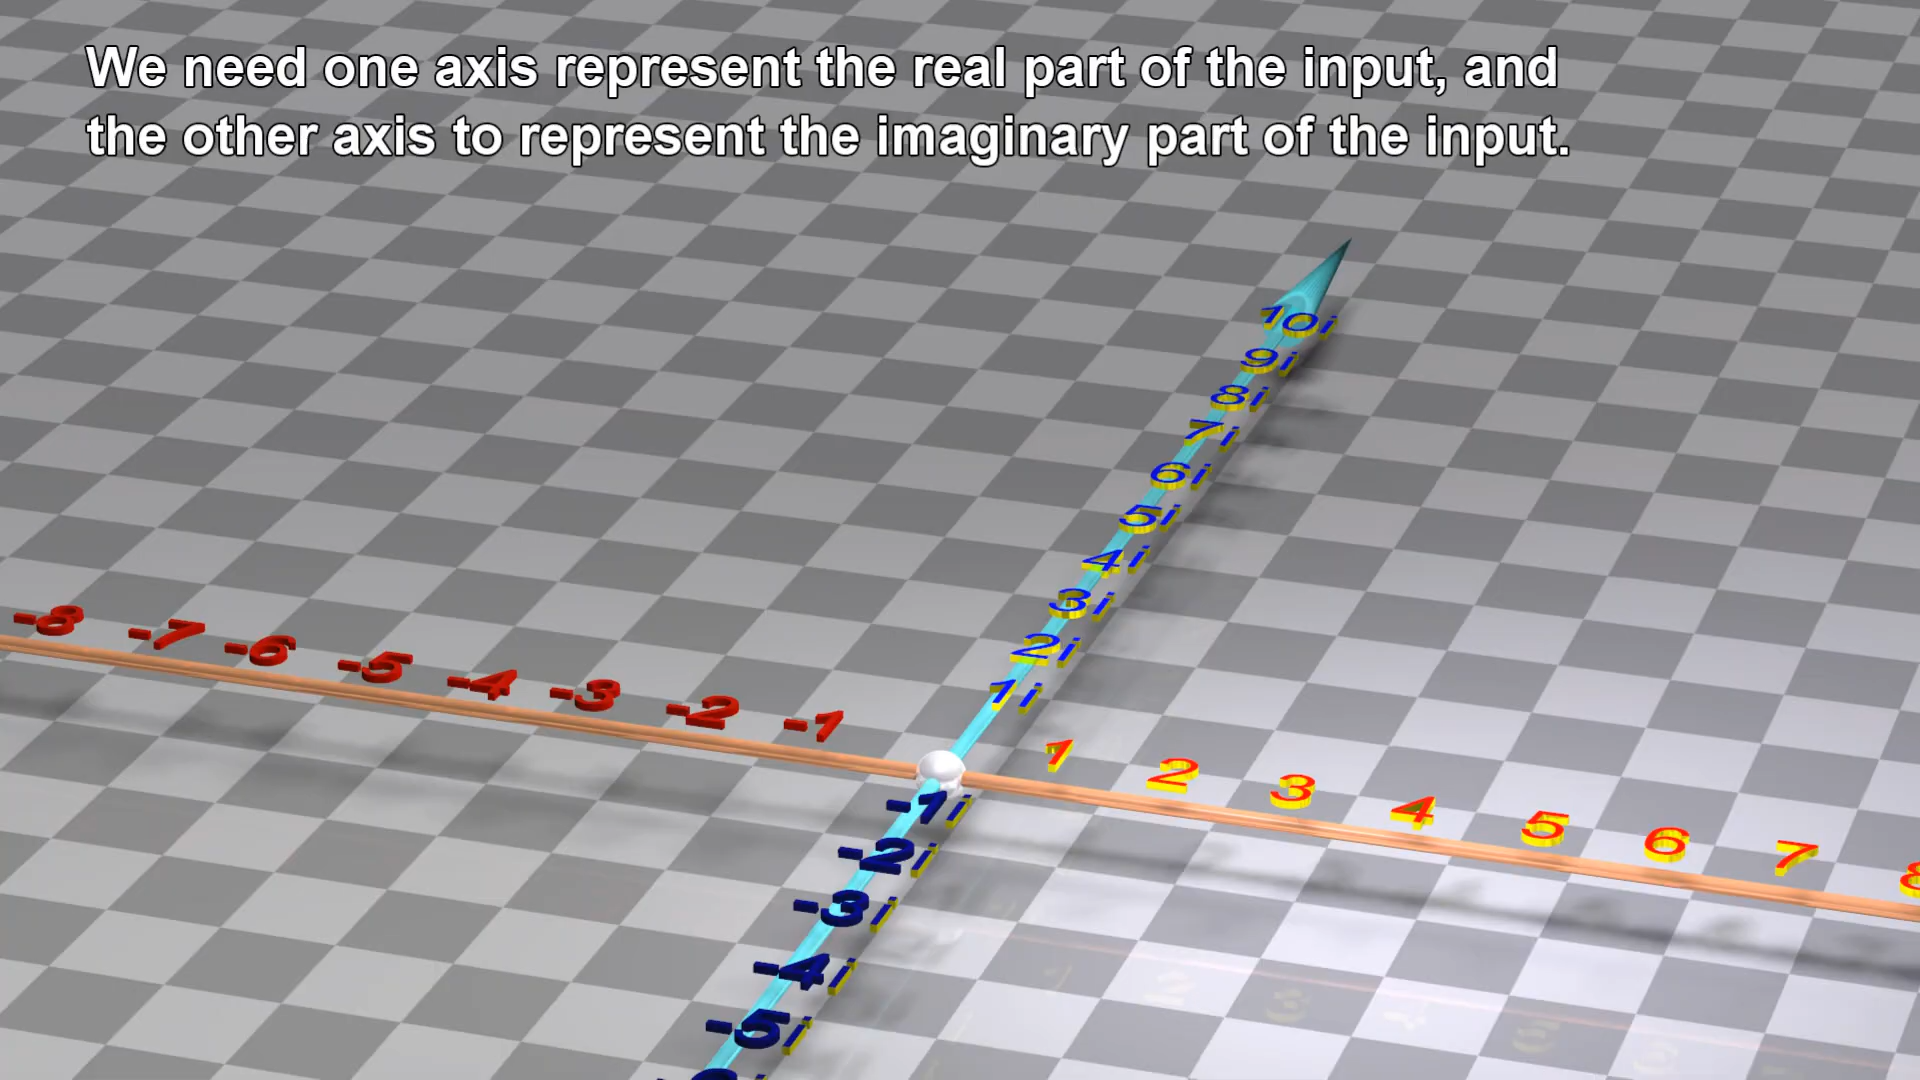 We need one axis represent the real part of the input, and
the other axis to represent the imaginary part of the input.
10i
9i
8i
7i
6i
5i
4i
3i
2i
1i
-8 -7 -6 -5 -4 -3 -2 -1
1 2 3 4 5 6 7 8
-1i
-2i
-3i
-4i
-5i